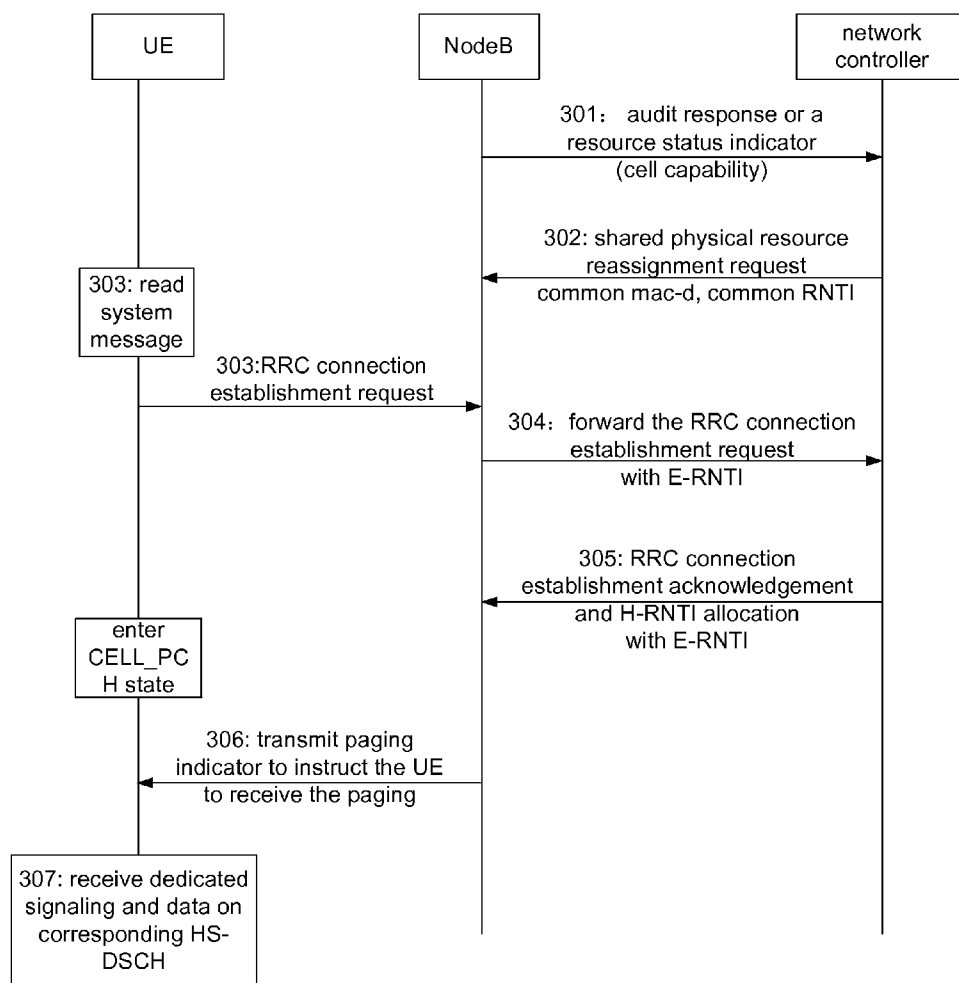 UE
NodeB
network
controller
301： audit response or a
resource status indicator
(cell capability)
302: shared physical resource
reassignment request
common mac-d, common RNTI
303: read
system
message
303:RRC connection
establishment request
304： forward the RRC connection
establishment request
with E-RNTI
305: RRC connection
establishment acknowledgement
and H-RNTI allocation
with E-RNTI
enter
CELL_PC
H state
306: transmit paging
indicator to instruct the UE
to receive the paging
307: receive dedicated
signaling and data on
corresponding HS-
DSCH